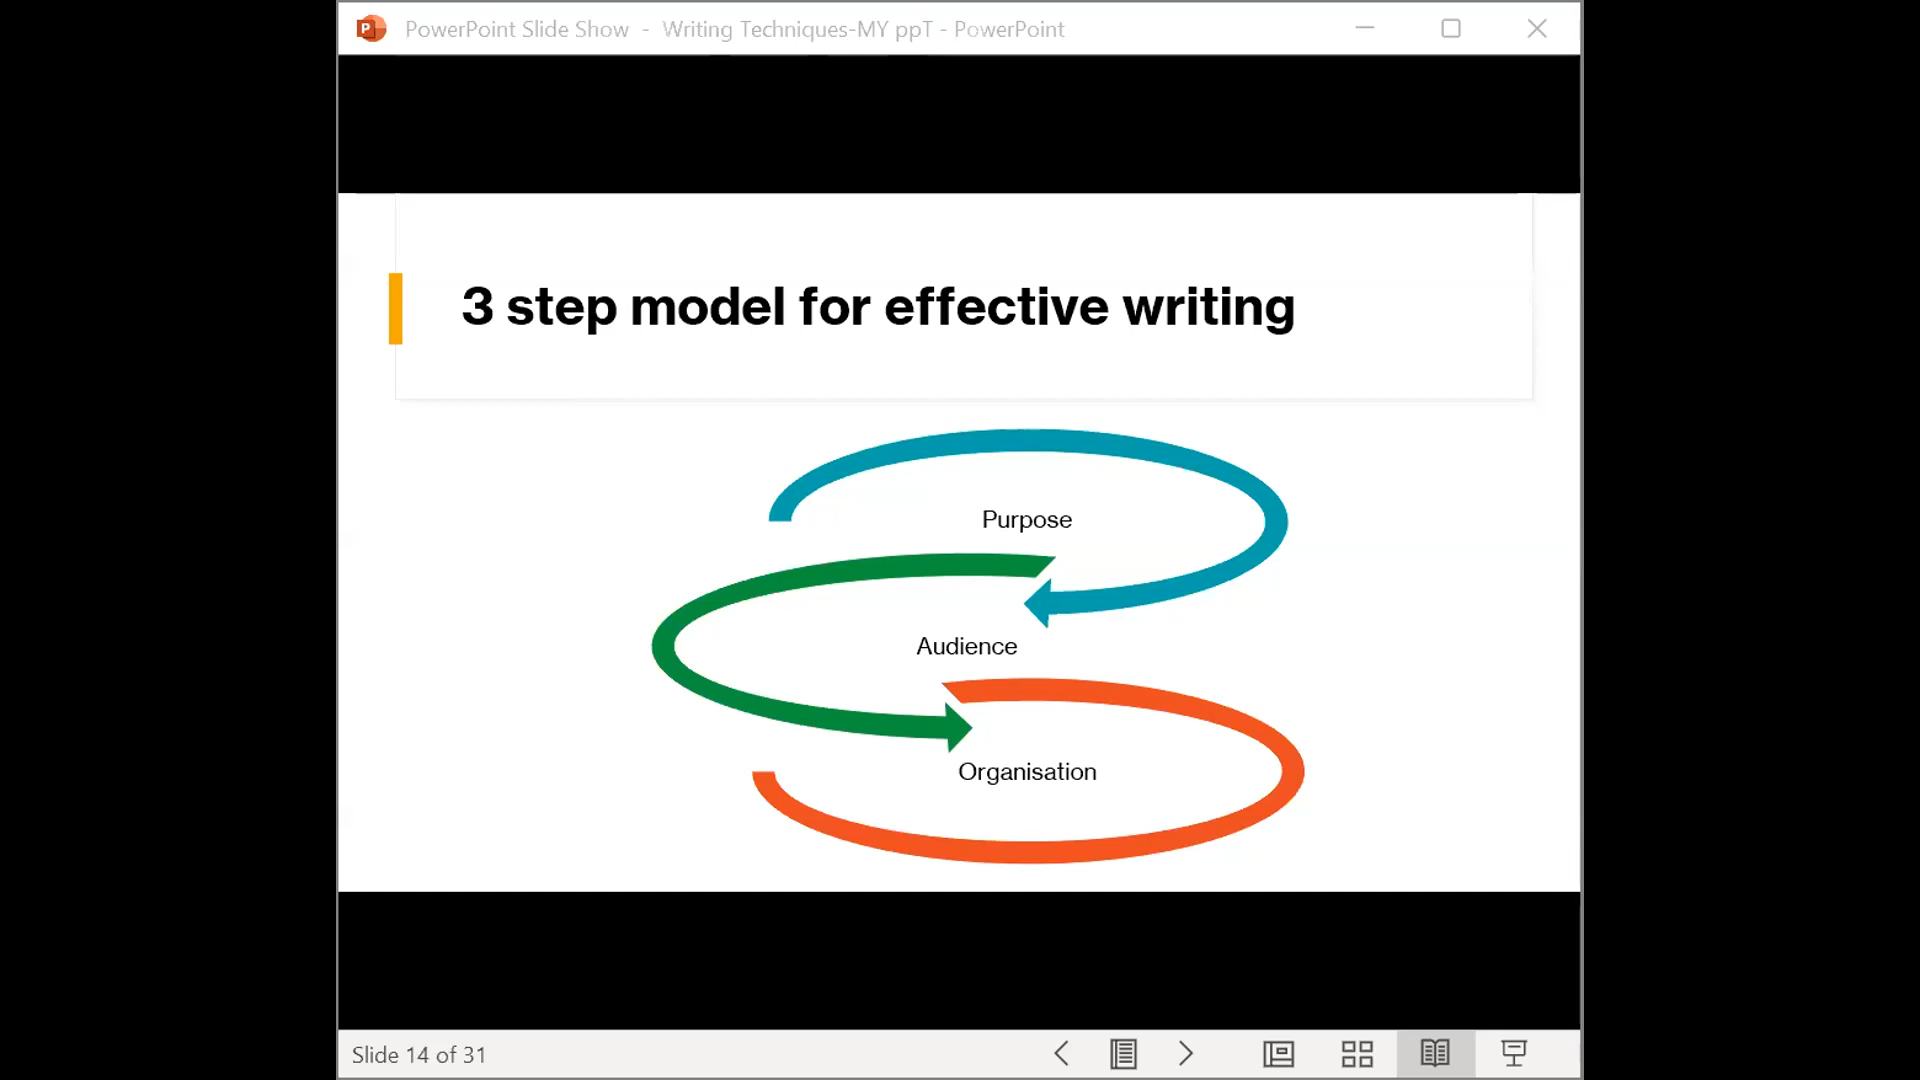 PowerPoint Slide Show - Writing Techniques-MY ppT - PowerPoint
3 step model for effective writing
Purpose
Audience
Organisation
Slide 14 of 31